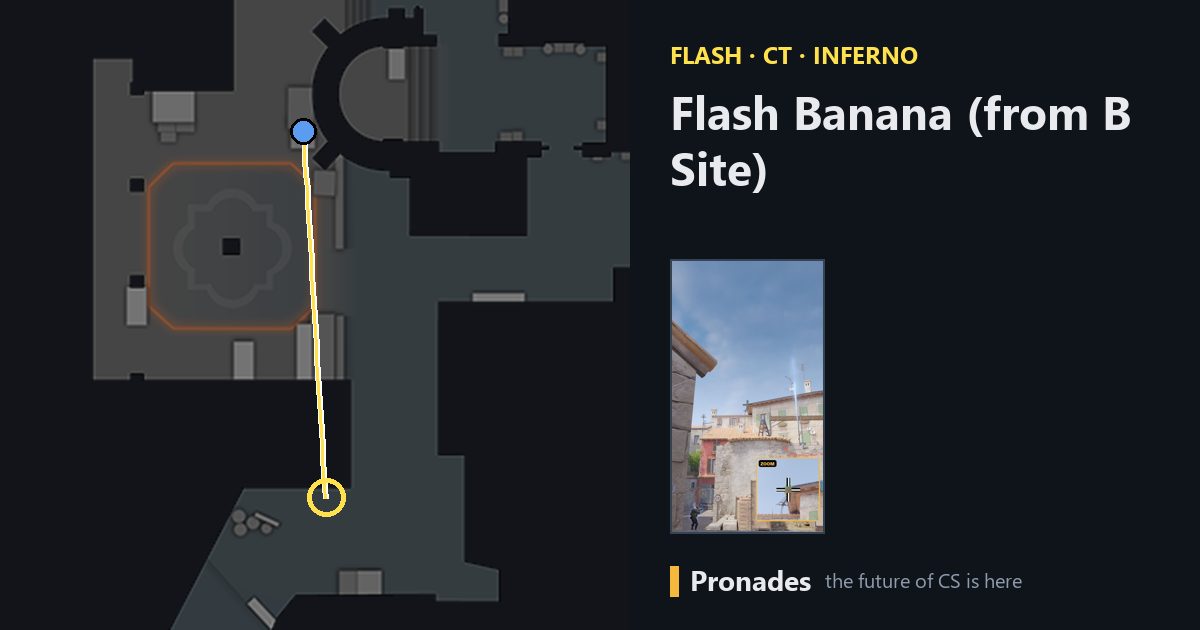 FLASH · CT · INFERNO
Flash Banana (from B
Site)
ZOOM
Pronades the future of CS is here